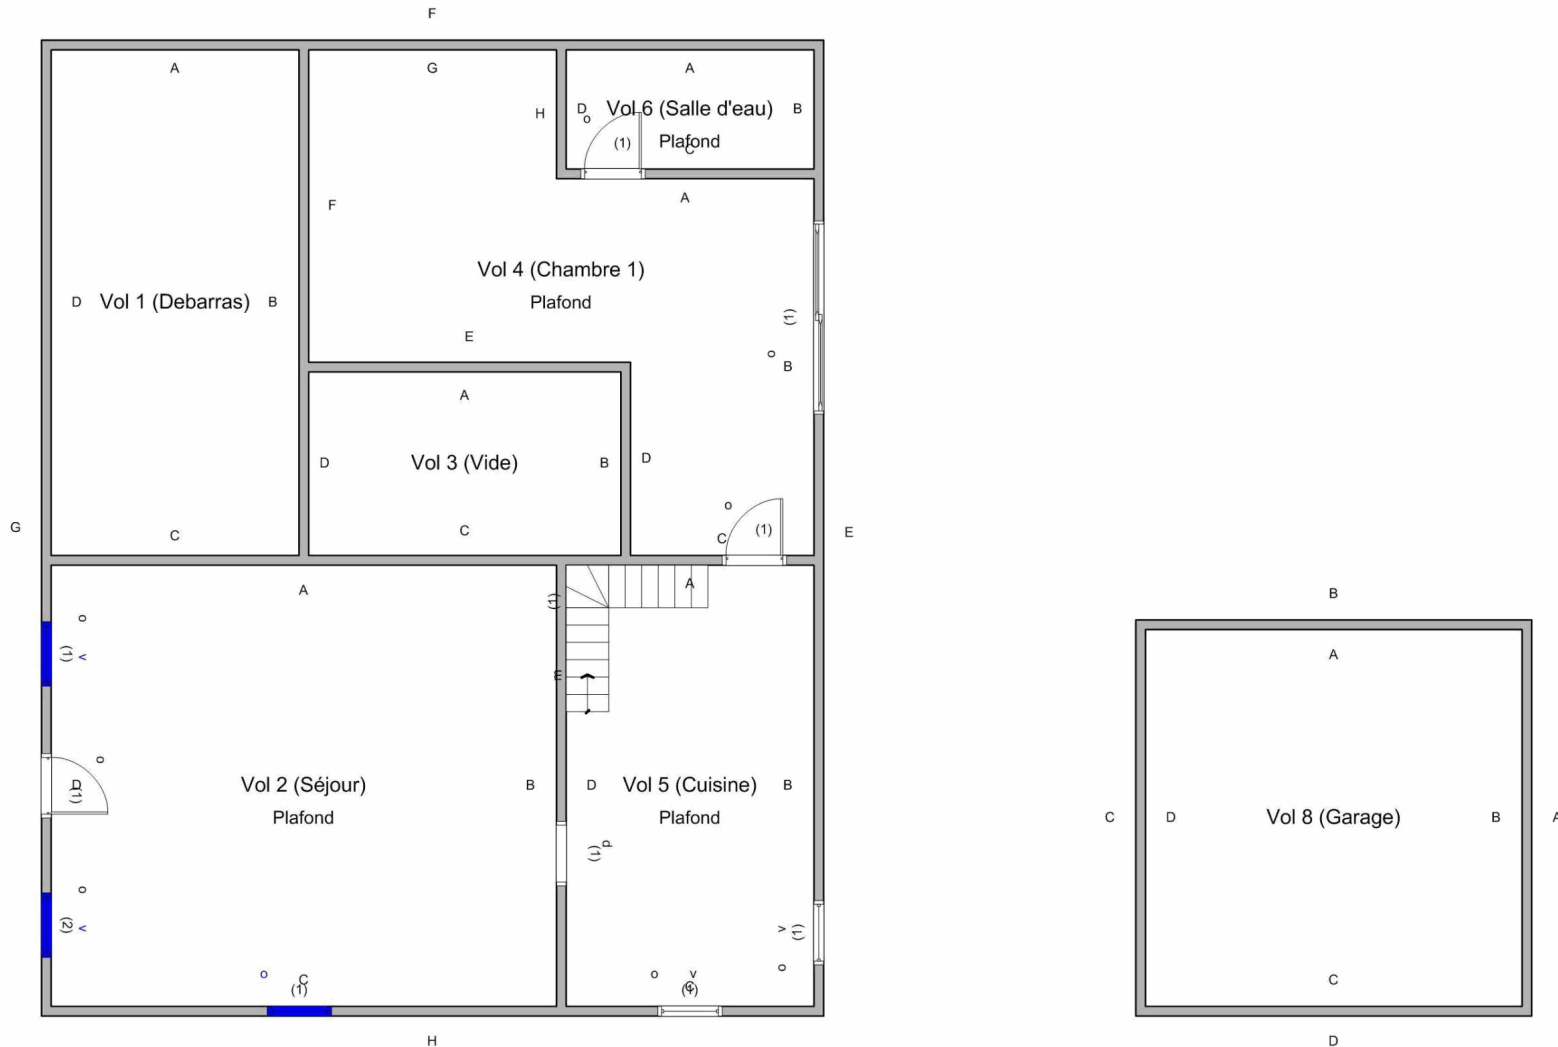 F
A
G
A
D
Vol 6 (Salle d'eau)
B
H
o
(1)
Plafond
C
A
F
Vol 4 (Chambre 1)
Plafond
D
Vol 1 (Debarras)
B
(1)
E
o
B
A
D
Vol 3 (Vide)
B
D
o
G
C
C
C
(1)
E
A
A
B
(1)
o
(1)
v
A
m
o
D
(1)
Vol 2 (Séjour)
B
D
Vol 5 (Cuisine)
B
Plafond
Plafond
C
D
Vol 8 (Garage)
B
A
d
(1)
o
(2)
v
v
(1)
o
o
C
(1)
o
v
C
(1)
C
H
D